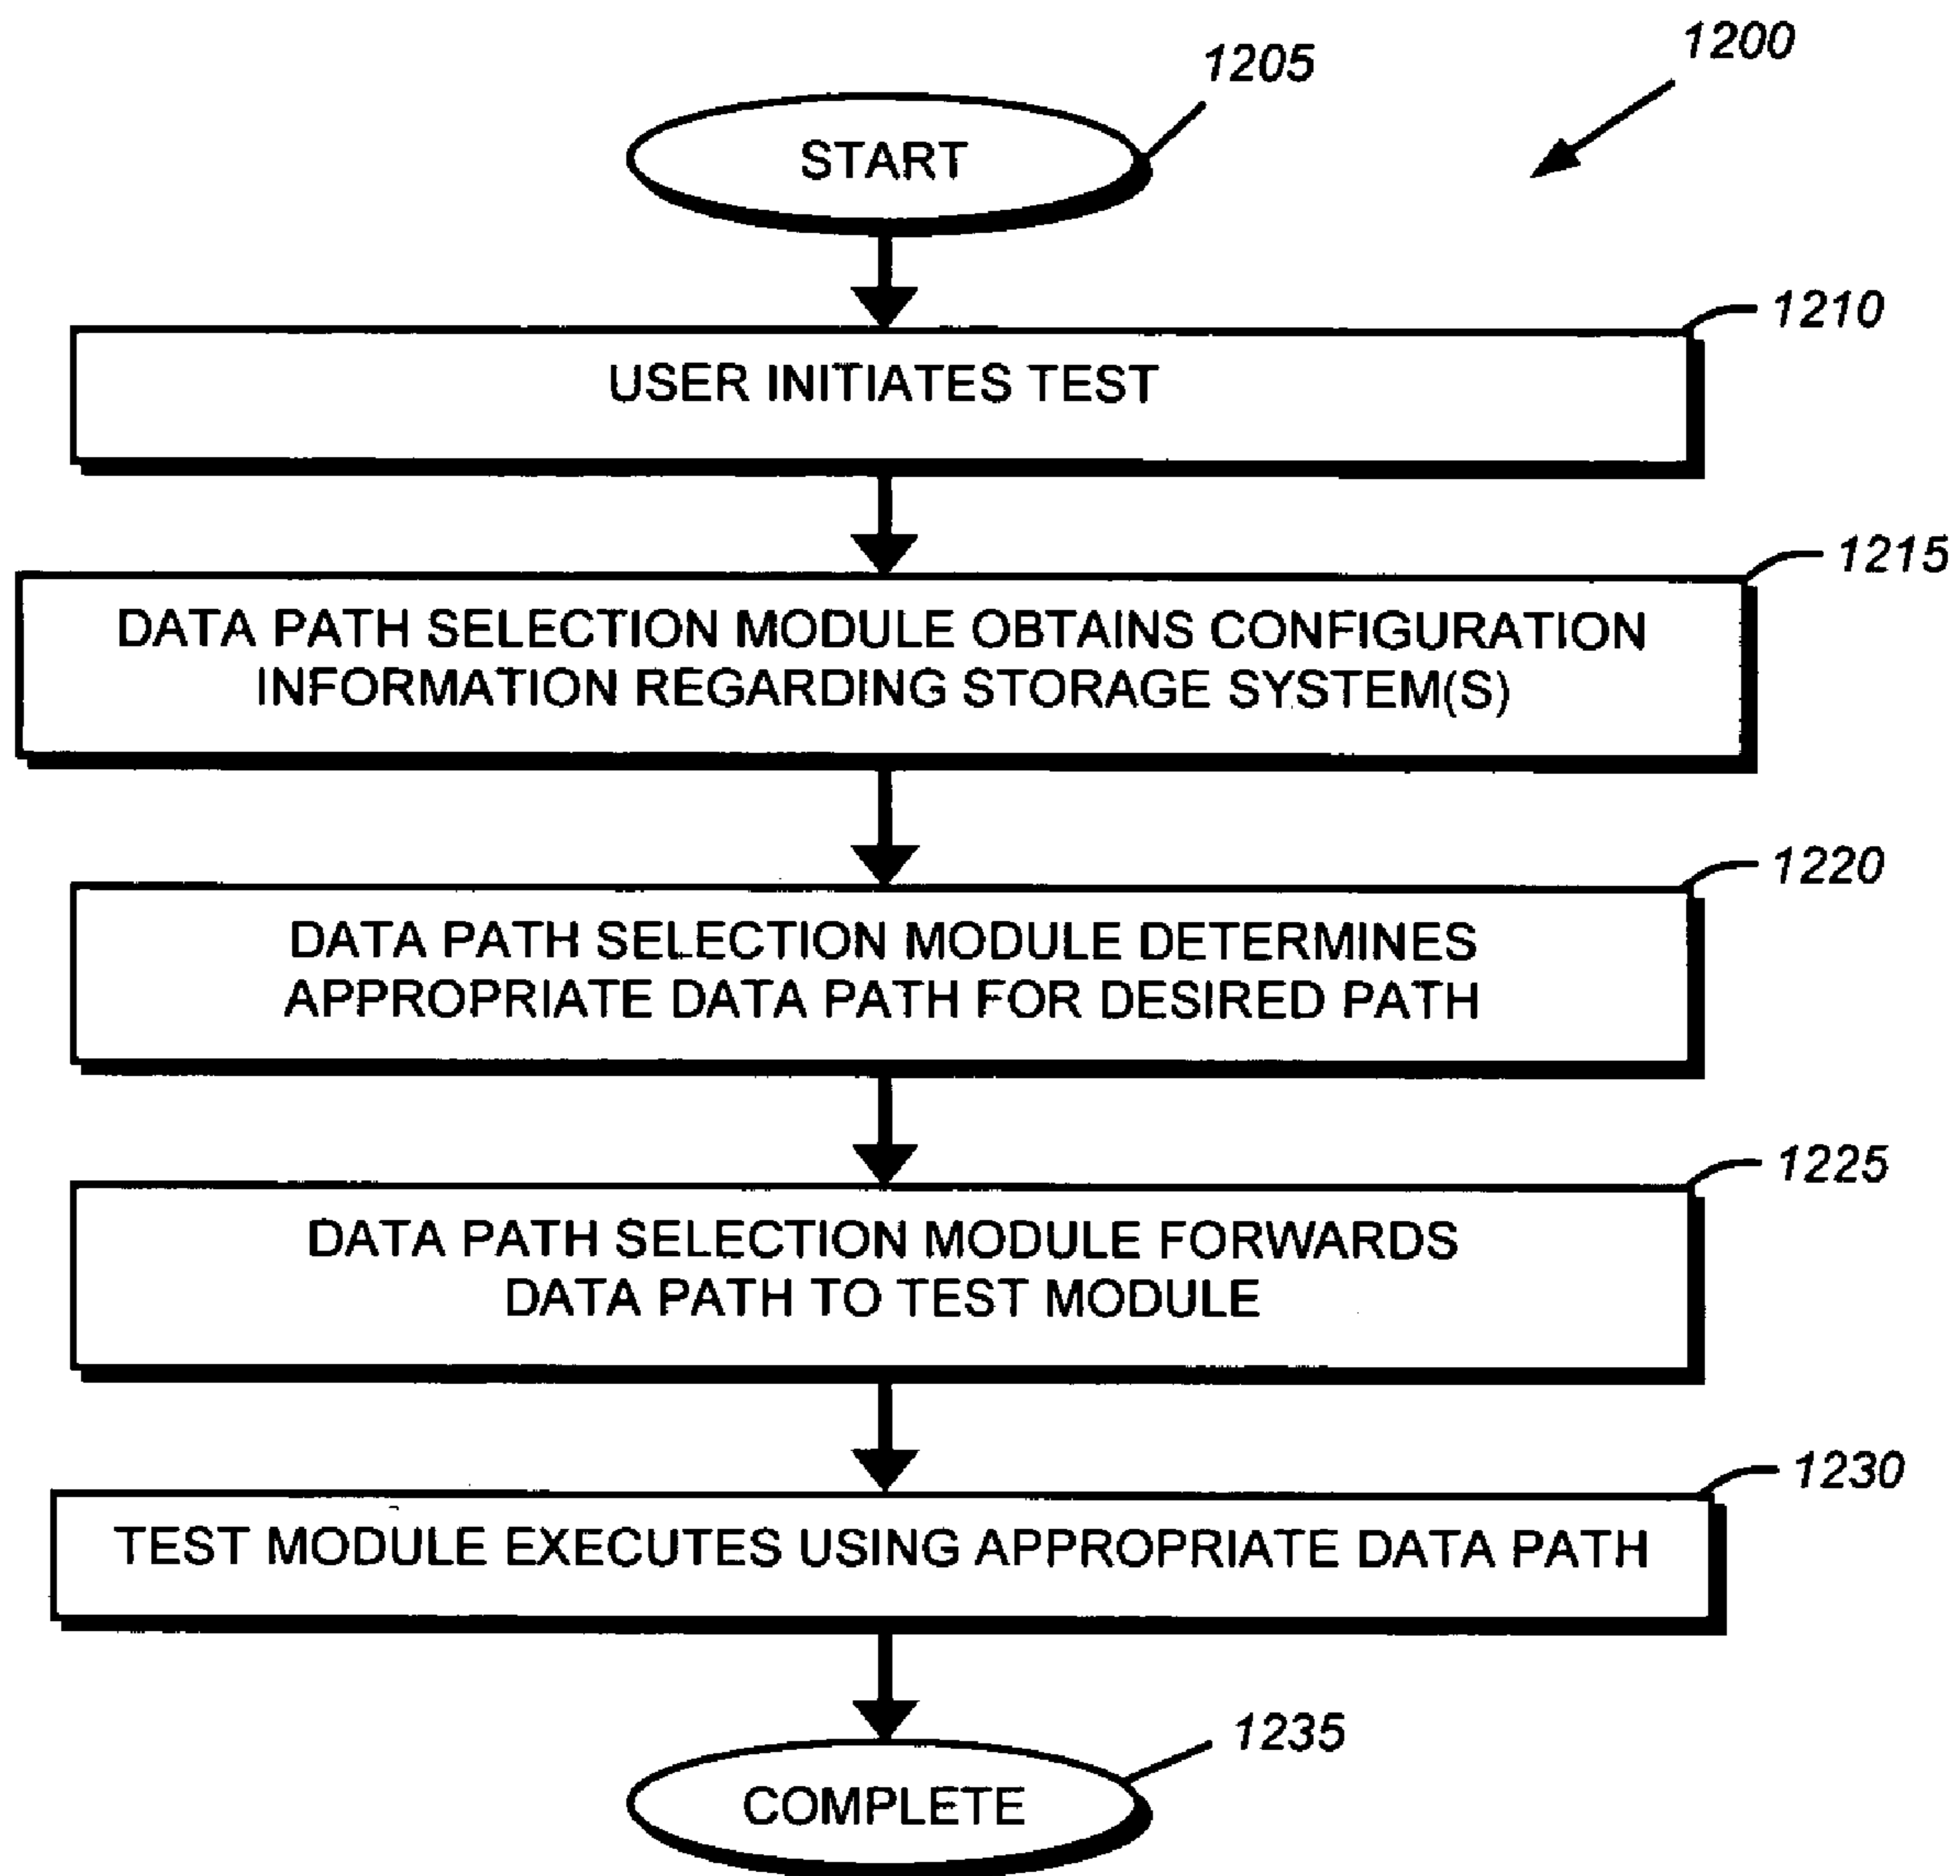 1200
1205
START
1210
USER INITIATES TEST
1215
DATA PATH SELECTION MODULE OBTAINS CONFIGURATION
INFORMATION REGARDING STORAGE SYSTEM(S)
1220
DATA PATH SELECTION MODULE DETERMINES
APPROPRIATE DATA PATH FOR DESIRED PATH
1225
DATA PATH SELECTION MODULE FORWARDS
DATA PATH TO TEST MODULE
1230
TEST MODULE EXECUTES USING APPROPRIATE DATA PATH
1235
COMPLETE